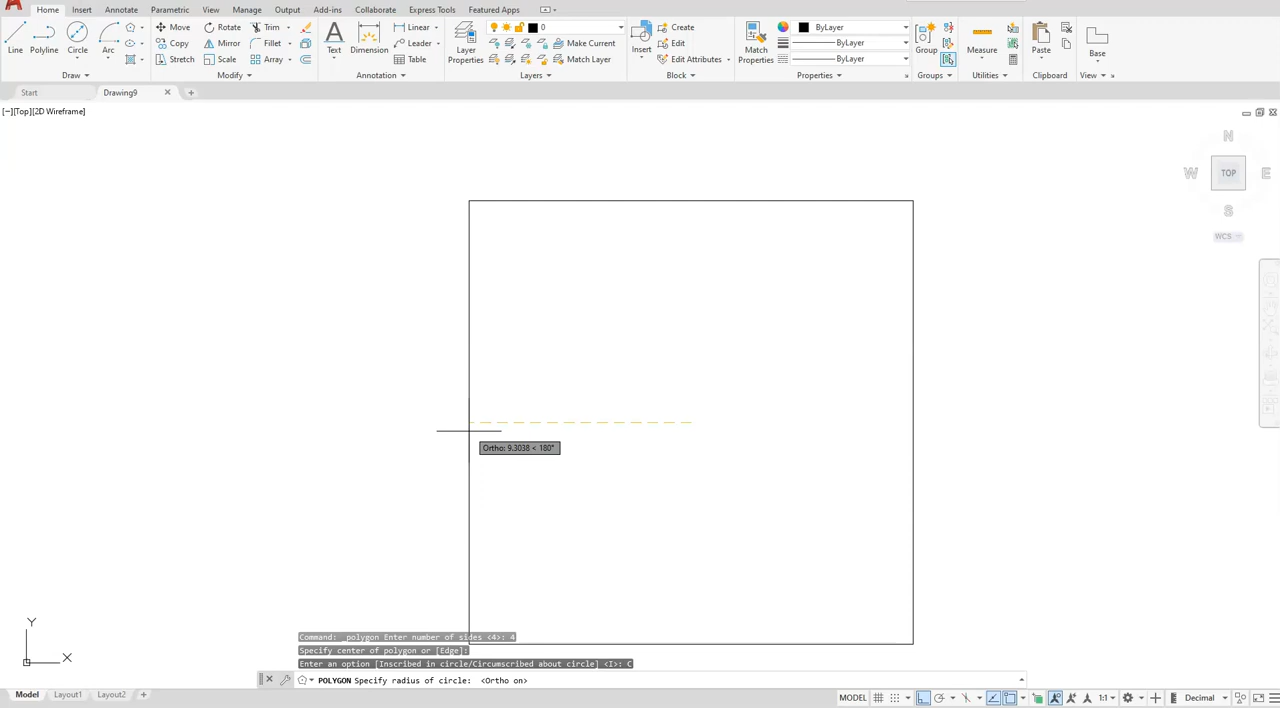 Home Insert Annotate Parametric View Manage Output Add-ins Collaborate Express Tools Featured Apps
Line Polyline Circle Arc
Move Rotate Trim
Copy Mirror Fillet
Stretch Scale Array
Draw Modify
Text Dimension
Linear
Leader
Table
Annotation
Layer Properties
0
Make Current
Match Layer
Layers
Insert
Create
Edit
Edit Attributes
Block
Match Properties
ByLayer
ByLayer
ByLayer
Properties
Group
Groups
Measure
Utilities
Paste
Clipboard
Base
View
Start Drawing9
[−][Top][2D Wireframe]
N
W TOP E
S
WCS
Ortho: 9.3038 < 180°
Y
X
Command: _polygon Enter number of sides <4>: 4
Specify center of polygon or [Edge]:
Enter an option [Inscribed in circle/Circumscribed about circle] <I>: C
POLYGON Specify radius of circle: <Ortho on>
Model Layout1 Layout2
MODEL 1:1 Decimal